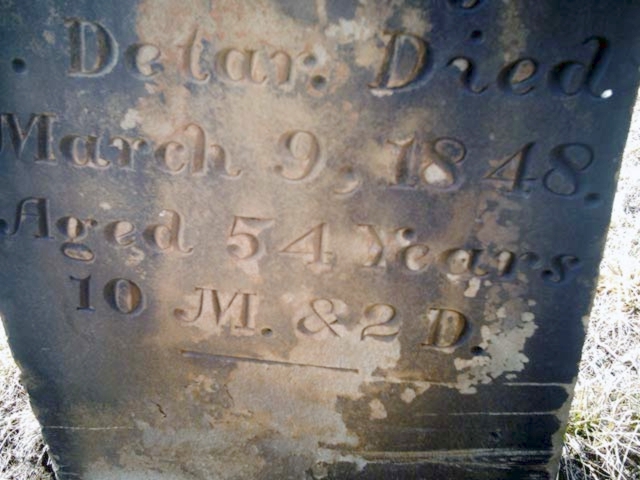 . Detar. Died
March 9, 1848.
Aged 54 Years
10 M. & 2 D.